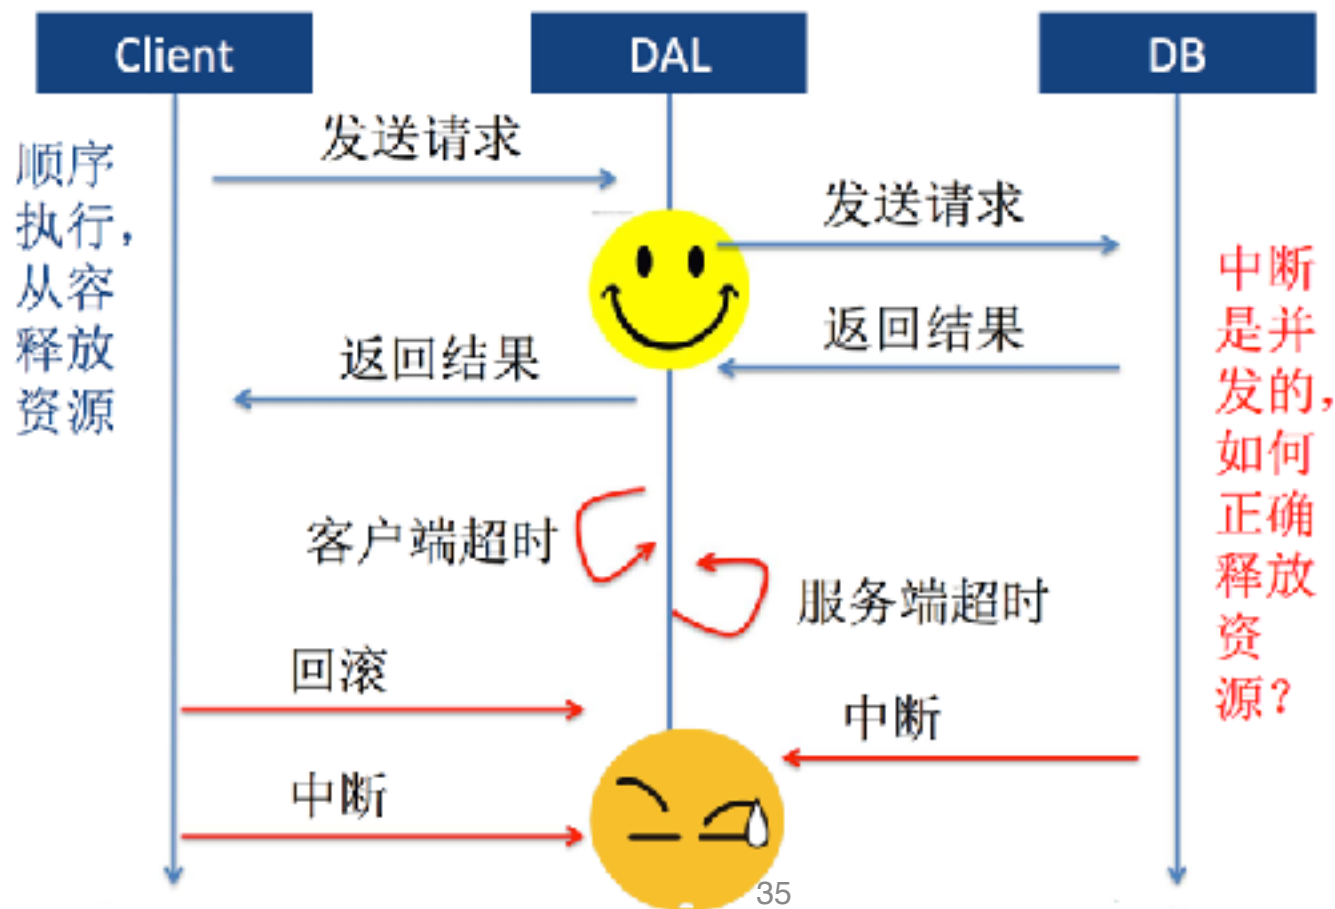 Client
DAL
DB
发送请求
顺序
执行，
从容
释放
资源
发送请求
返回结果
返回结果
中断
是并
发的，
如何
正确
释放
资
源？
客户端超时
服务端超时
回滚
中断
中断
35